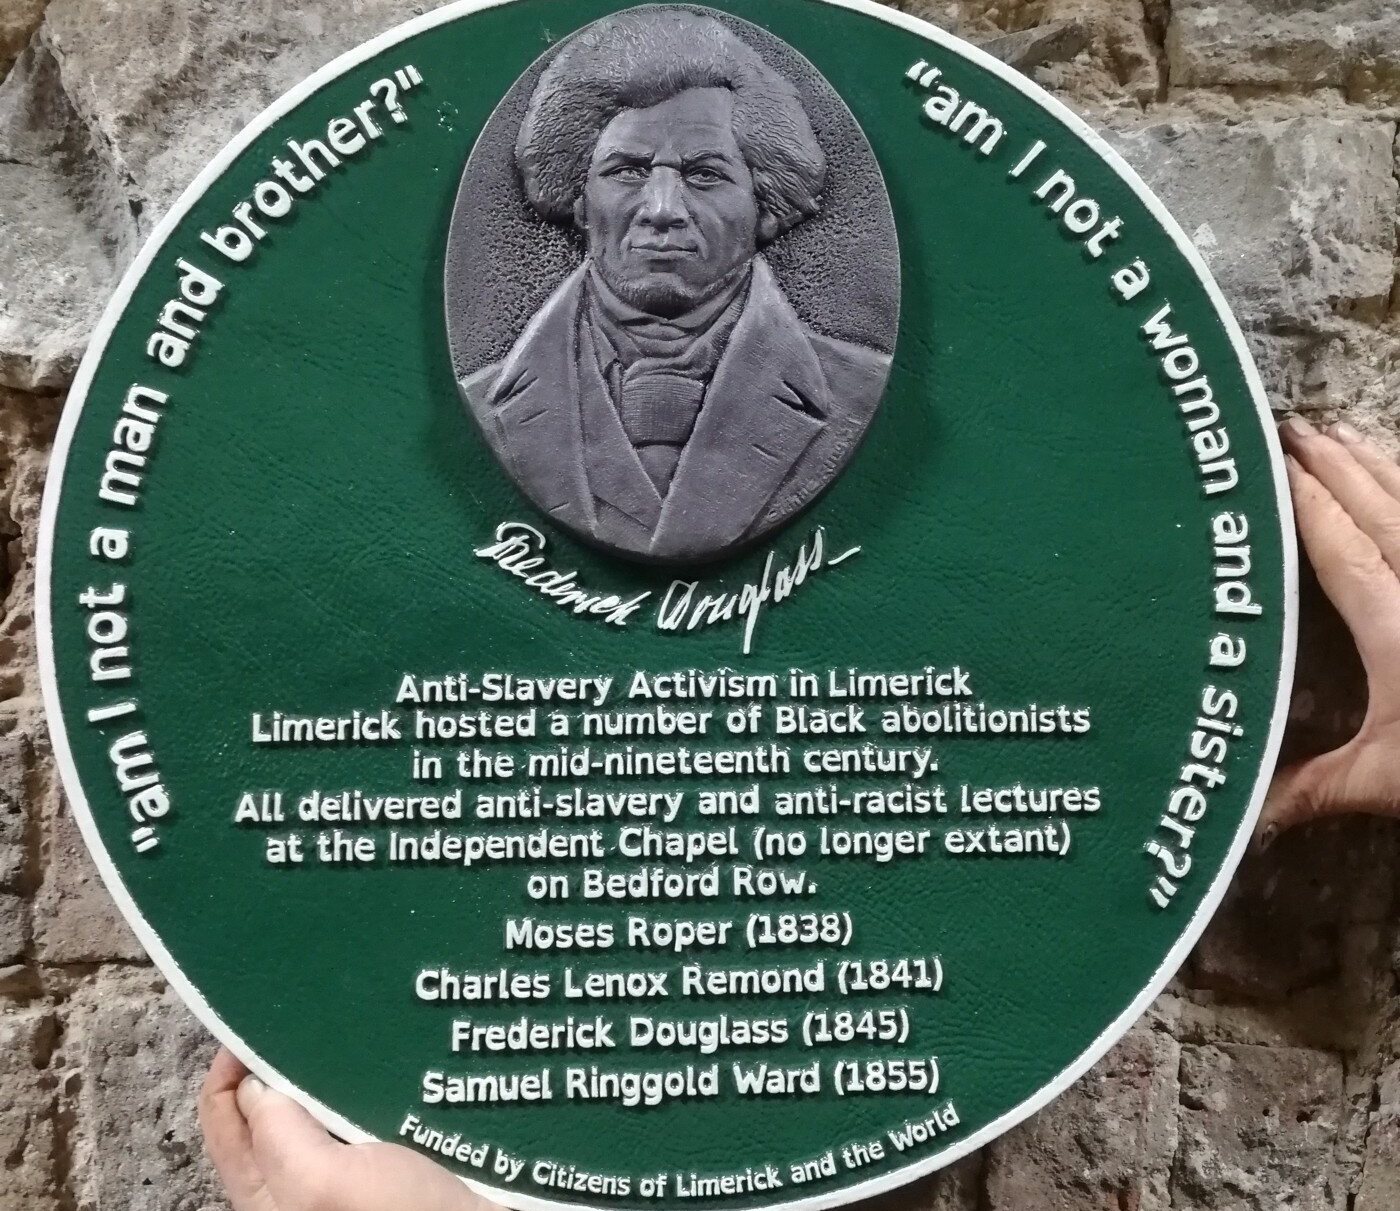 "am I not a man and brother?"
"am I not a woman and a sister?"
Frederick Douglass
Anti-Slavery Activism in Limerick
Limerick hosted a number of Black abolitionists
in the mid-nineteenth century.
All delivered anti-slavery and anti-racist lectures
at the Independent Chapel (no longer extant)
on Bedford Row.
Moses Roper (1838)
Charles Lenox Remond (1841)
Frederick Douglass (1845)
Samuel Ringgold Ward (1855)
Funded by Citizens of Limerick and the World